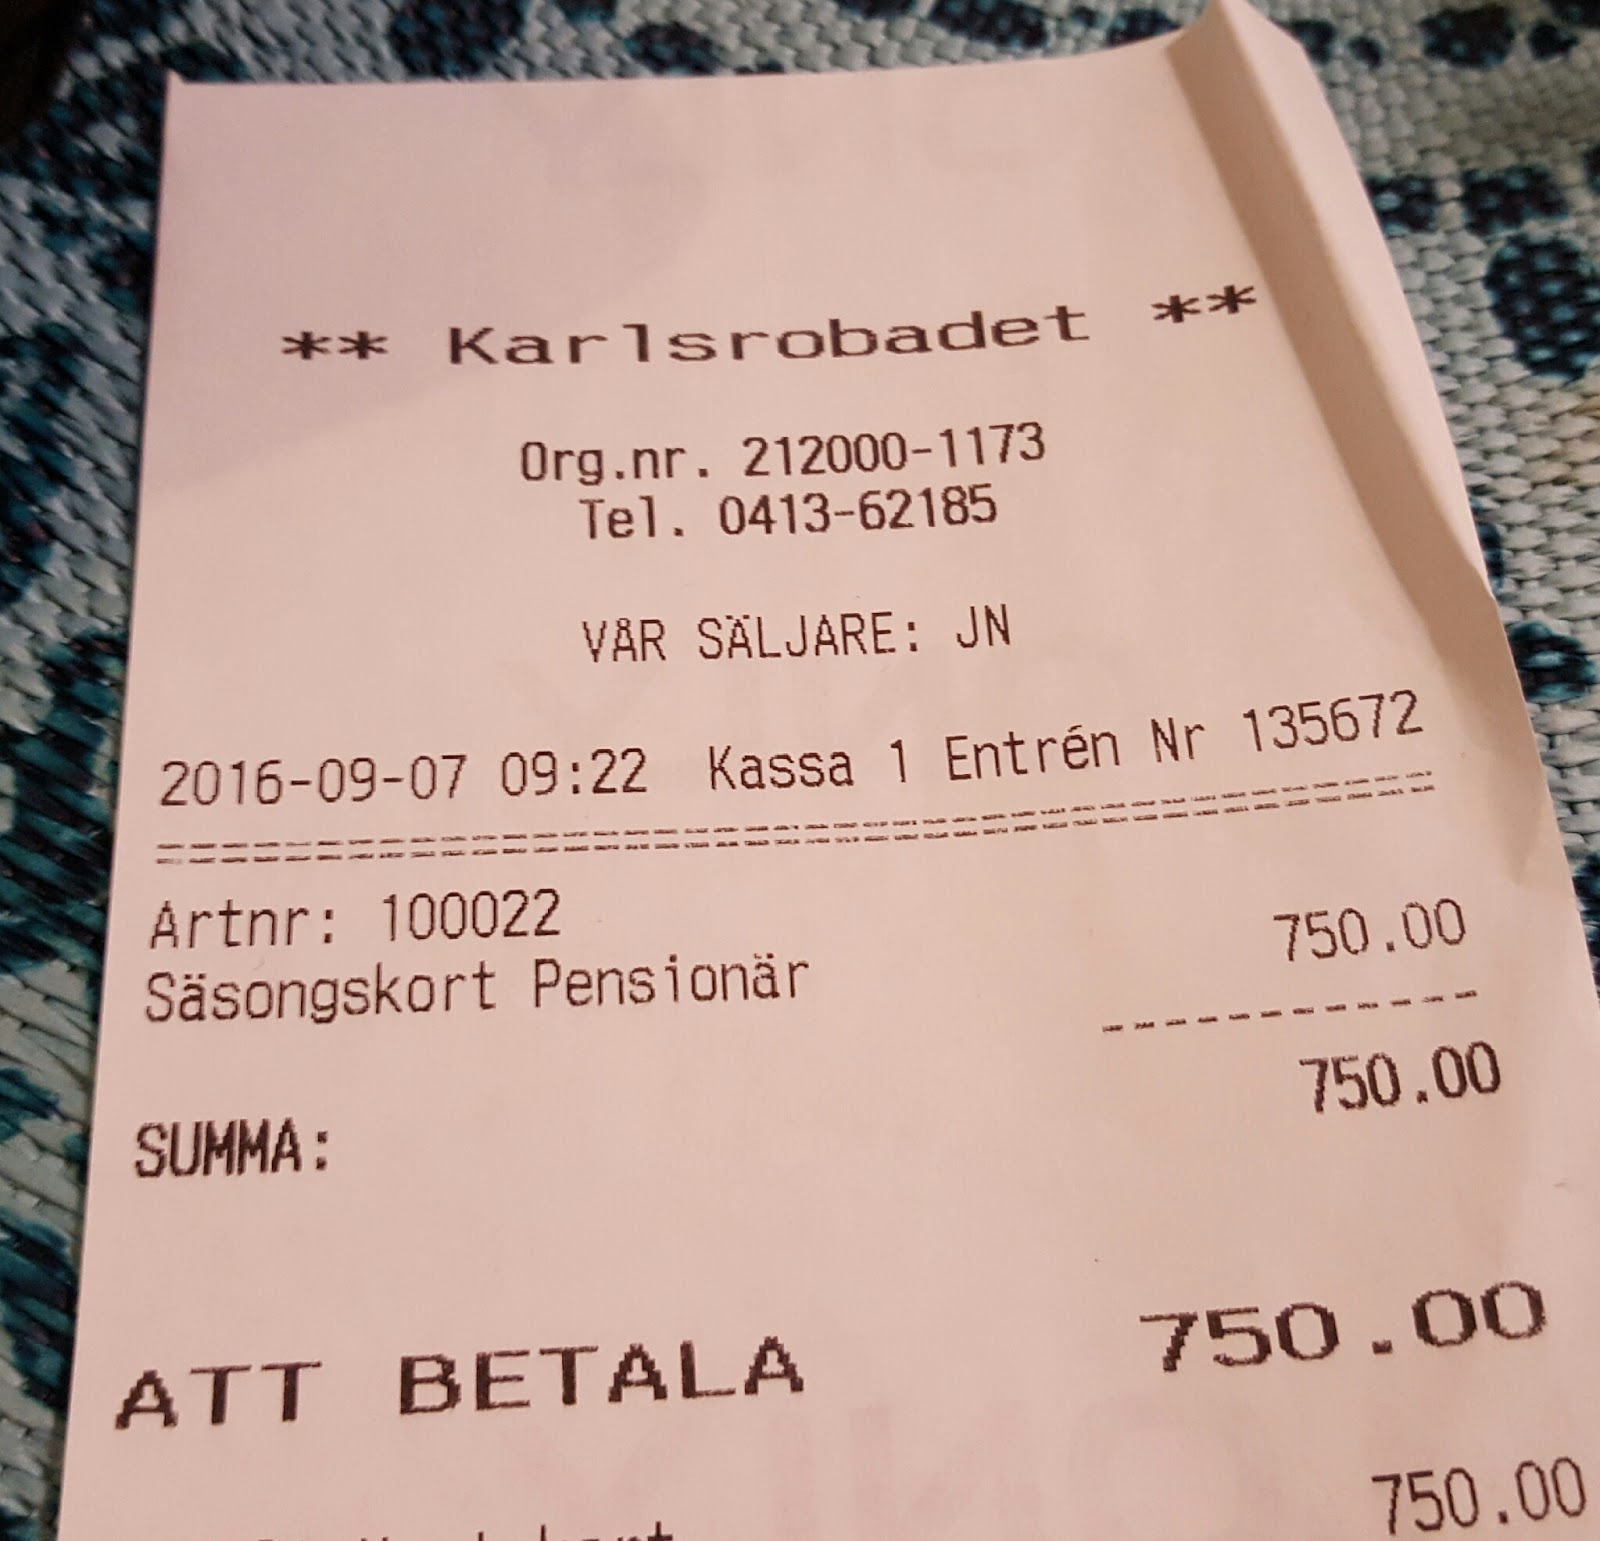 ** Karlsrobadet **
Org.nr. 212000-1173
Tel. 0413-62185
VÅR SÄLJARE: JN
2016-09-07 09:22 Kassa 1 Entrén Nr 135672
Artnr: 100022
Säsongskort Pensionär 750.00
SUMMA: 750.00
ATT BETALA 750.00
750.00